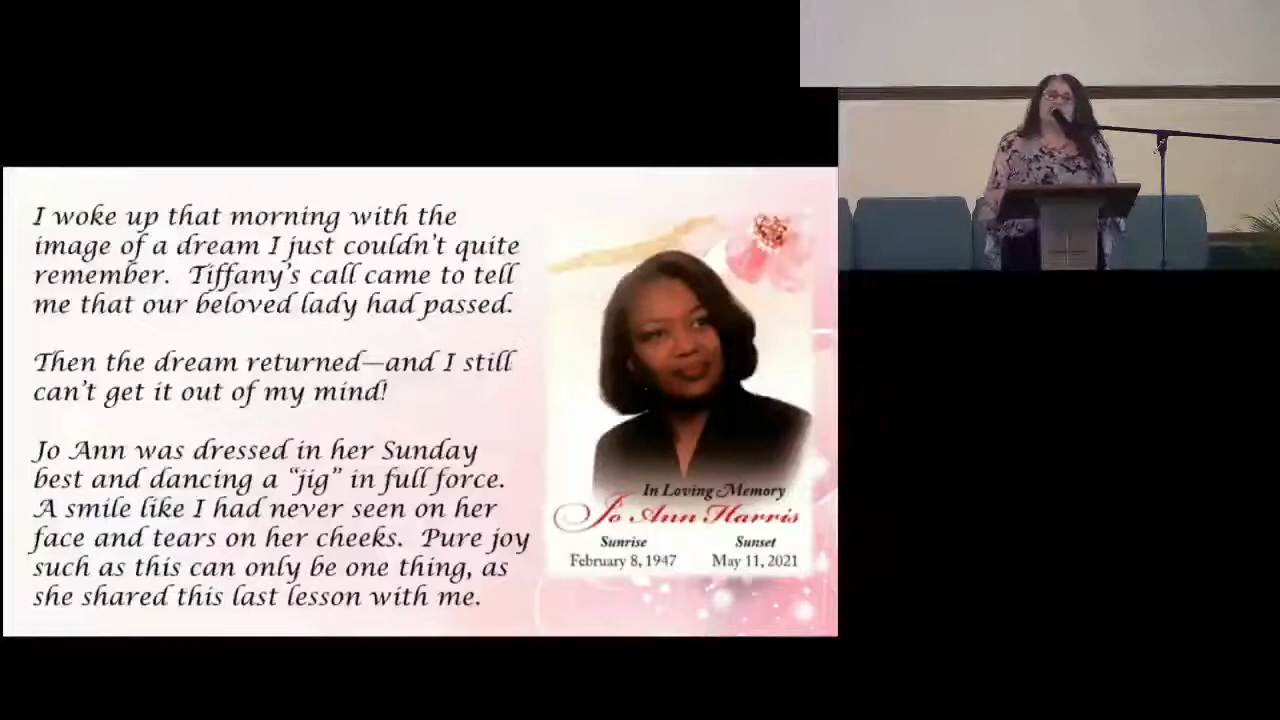 I woke up that morning with the
image of a dream I just couldn't quite
remember.  Tiffany's call came to tell
me that our beloved lady had passed.
Then the dream returned—and I still
can't get it out of my mind!
Jo Ann was dressed in her Sunday
best and dancing a “jig” in full force.
A smile like I had never seen on her
face and tears on her cheeks.  Pure joy
such as this can only be one thing, as
she shared this last lesson with me.
In Loving Memory
Jo Ann Harris
Sunrise
February 8, 1947
Sunset
May 11, 2021